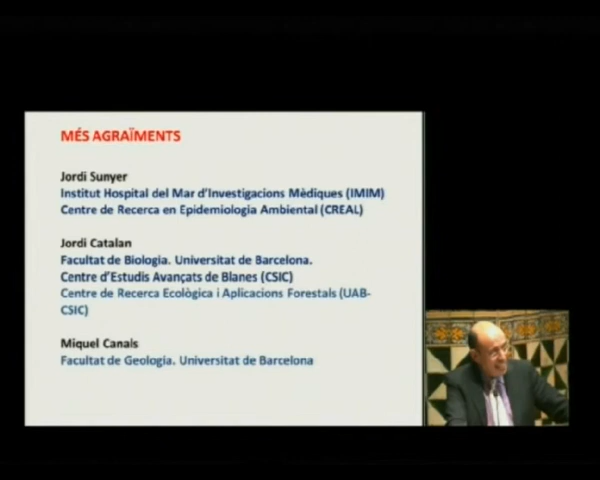 MÉS AGRAÏMENTS
Jordi Sunyer
Institut Hospital del Mar d'Investigacions Mèdiques (IMIM)
Centre de Recerca en Epidemiologia Ambiental (CREAL)
Jordi Catalan
Facultat de Biologia. Universitat de Barcelona.
Centre d'Estudis Avançats de Blanes (CSIC)
Centre de Recerca Ecològica i Aplicacions Forestals (UAB-
CSIC)
Miquel Canals
Facultat de Geologia. Universitat de Barcelona